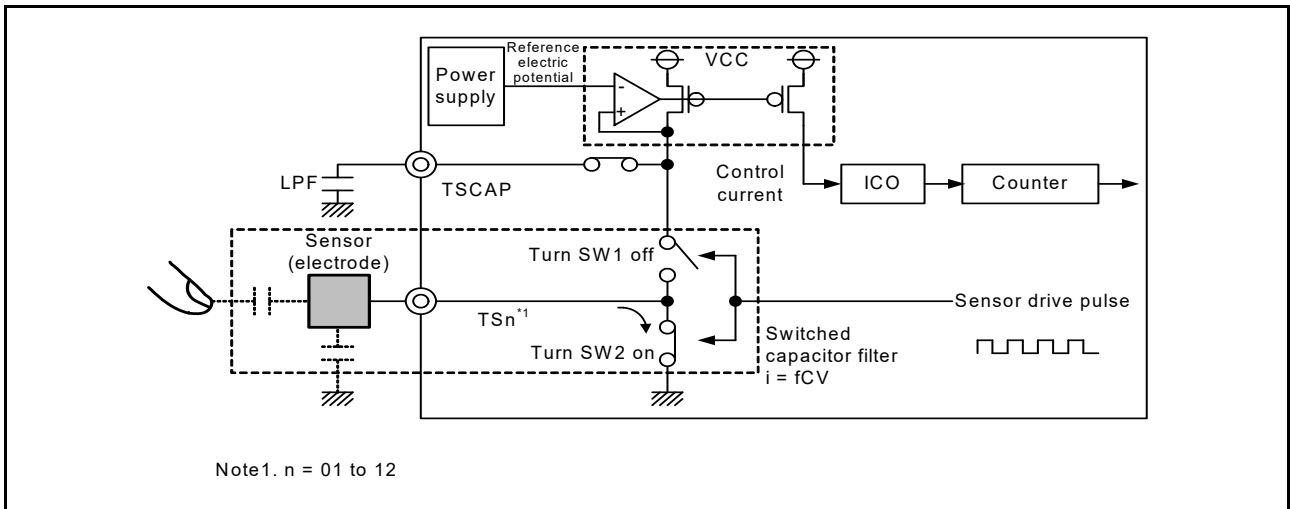 Power
supply
Reference
electric
potential
VCC
-
+
LPF
TSCAP
Control
current
ICO
Counter
Sensor
(electrode)
Turn SW1 off
TSn*1
Turn SW2 on
Sensor drive pulse
Switched
capacitor filter
i = fCV
Note1. n = 01 to 12